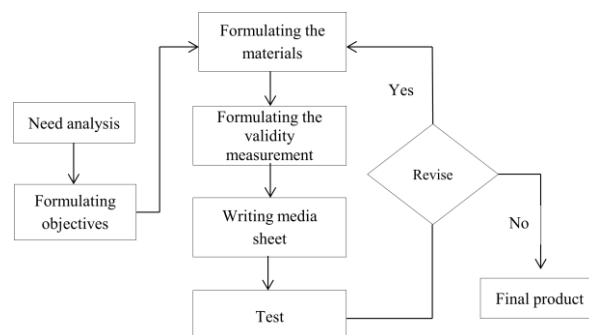 Need analysis
Formulating
objectives
Formulating the
materials
Formulating the
validity
measurement
Writing media
sheet
Test
Revise
Yes
No
Final product